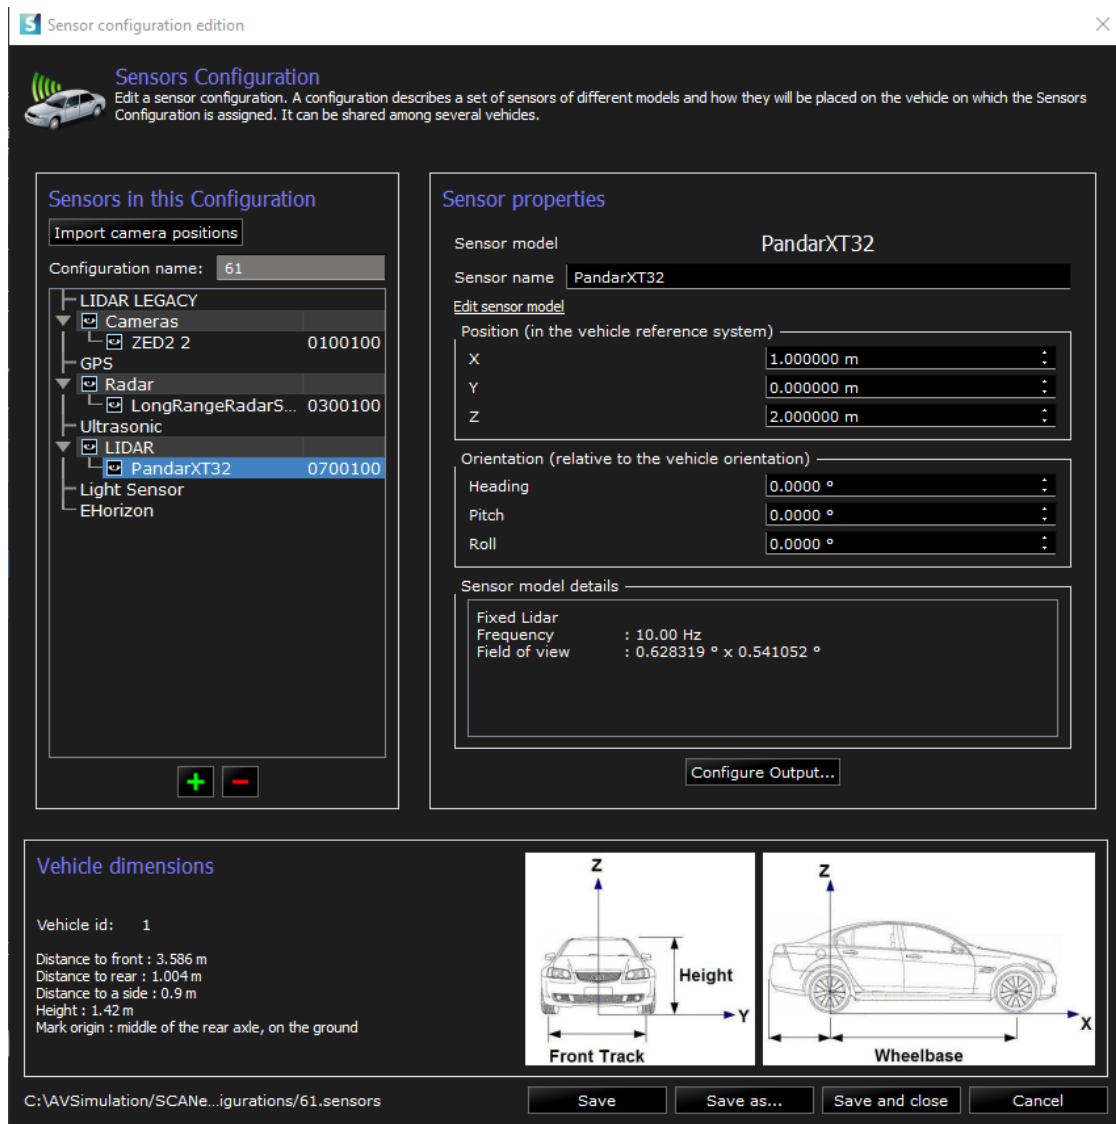 Sensor configuration edition
Sensors Configuration
Edit a sensor configuration. A configuration describes a set of sensors of different models and how they will be placed on the vehicle on which the Sensors
Configuration is assigned. It can be shared among several vehicles.
Sensors in this Configuration
Import camera positions
Configuration name: 61
LIDAR LEGACY
Cameras
ZED2 2 0100100
GPS
Radar
LongRangeRadarS... 0300100
Ultrasonic
LIDAR
PandarXT32 0700100
Light Sensor
EHorizon
Sensor properties
Sensor model PandarXT32
Sensor name PandarXT32
Edit sensor model
Position (in the vehicle reference system)
X 1.000000 m
Y 0.000000 m
Z 2.000000 m
Orientation (relative to the vehicle orientation)
Heading 0.0000 °
Pitch 0.0000 °
Roll 0.0000 °
Sensor model details
Fixed Lidar
Frequency : 10.00 Hz
Field of view : 0.628319 ° x 0.541052 °
Configure Output...
Vehicle dimensions
Vehicle id: 1
Distance to front : 3.586 m
Distance to rear : 1.004 m
Distance to a side : 0.9 m
Height : 1.42 m
Mark origin : middle of the rear axle, on the ground
Z
Height
Y
Front Track
Z
X
Wheelbase
C:\AVSimulation/SCANe...igurations/61.sensors
Save
Save as...
Save and close
Cancel